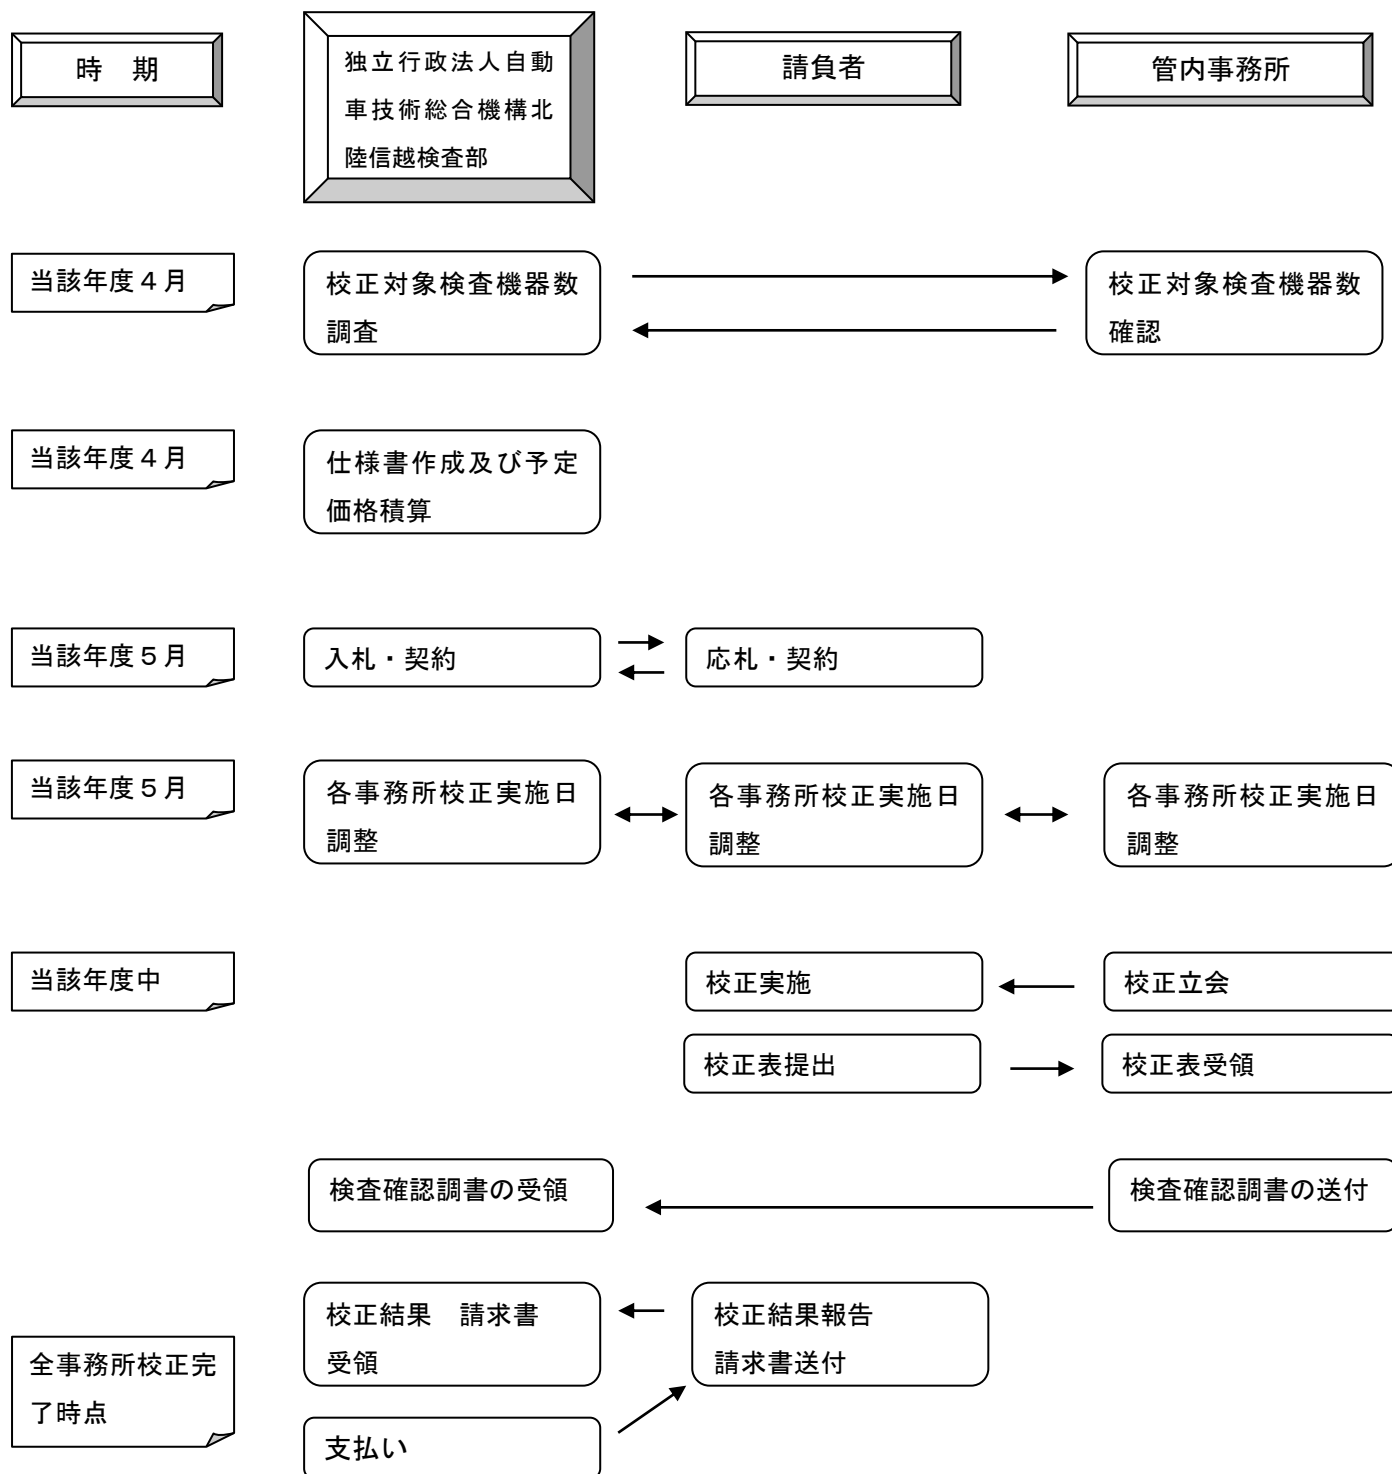 時　期
独立行政法人自動
車技術総合機構北
陸信越検査部
請負者
管内事務所
当該年度４月
校正対象検査機器数
調査
校正対象検査機器数
確認
当該年度４月
仕様書作成及び予定
価格積算
当該年度５月
入札・契約
応札・契約
当該年度５月
各事務所校正実施日
調整
各事務所校正実施日
調整
各事務所校正実施日
調整
当該年度中
校正実施
校正立会
校正表提出
校正表受領
検査確認調書の受領
検査確認調書の送付
校正結果　請求書
受領
校正結果報告
請求書送付
全事務所校正完
了時点
支払い